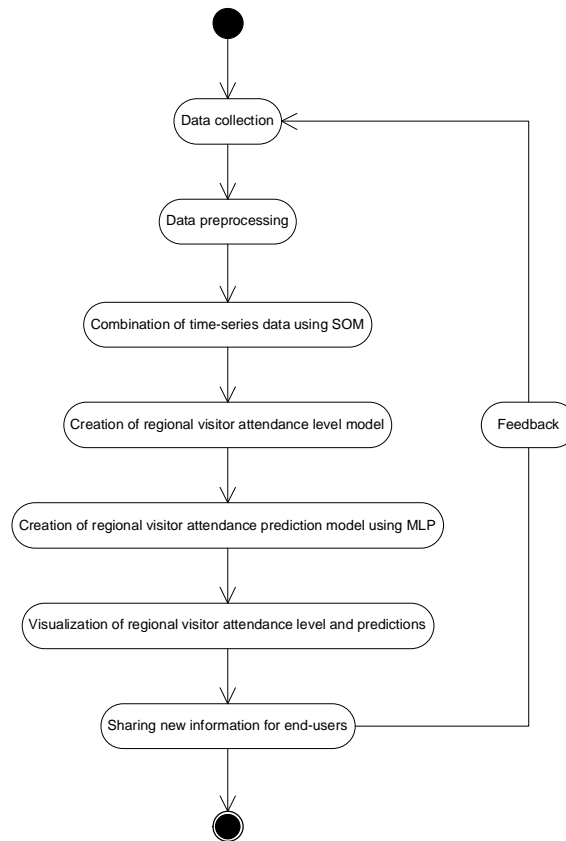 Data collection
Data preprocessing
Combination of time-series data using SOM
Creation of regional visitor attendance level model
Feedback
Creation of regional visitor attendance prediction model using MLP
Visualization of regional visitor attendance level and predictions
Sharing new information for end-users